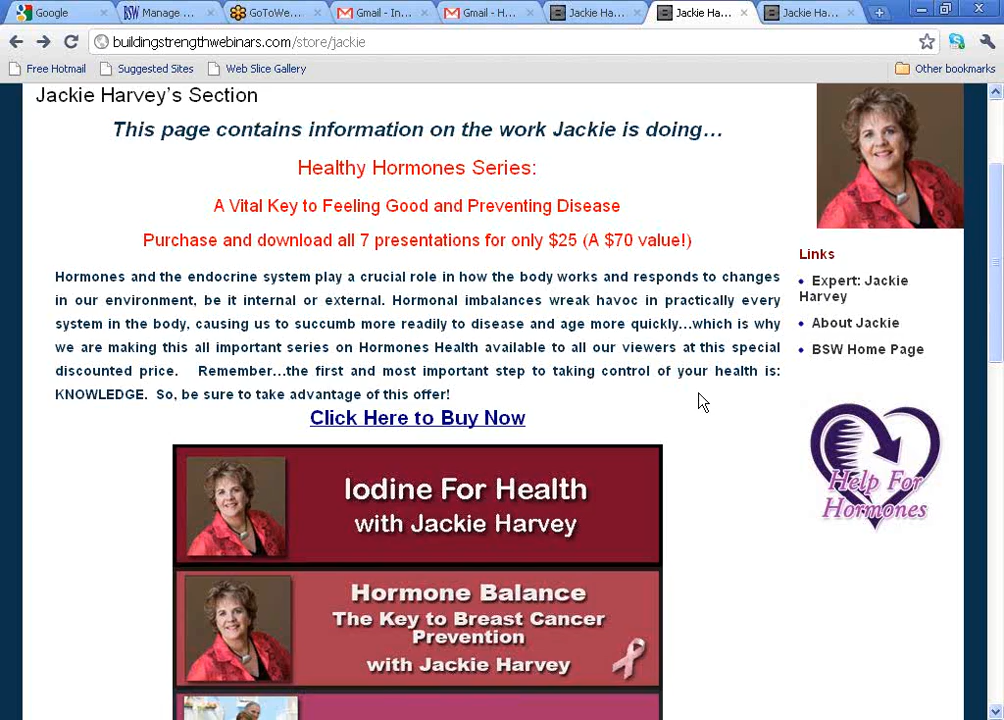 Google
BSW Manage ...
GoToWe...
Gmail - In...
Gmail - H...
Jackie Ha...
Jackie Ha...
Jackie Ha...
buildingstrengthwebinars.com/store/jackie
Free Hotmail
Suggested Sites
Web Slice Gallery
Other bookmarks
Jackie Harvey's Section
This page contains information on the work Jackie is doing…
Healthy Hormones Series:
A Vital Key to Feeling Good and Preventing Disease
Purchase and download all 7 presentations for only $25 (A $70 value!)
Hormones and the endocrine system play a crucial role in how the body works and responds to changes
in our environment, be it internal or external. Hormonal imbalances wreak havoc in practically every
system in the body, causing us to succumb more readily to disease and age more quickly…which is why
we are making this all important series on Hormones Health available to all our viewers at this special
discounted price. Remember…the first and most important step to taking control of your health is:
KNOWLEDGE. So, be sure to take advantage of this offer!
Click Here to Buy Now
Iodine For Health
with Jackie Harvey
Hormone Balance
The Key to Breast Cancer
Prevention
with Jackie Harvey
Links
Expert: Jackie
Harvey
About Jackie
BSW Home Page
Help For
Hormones